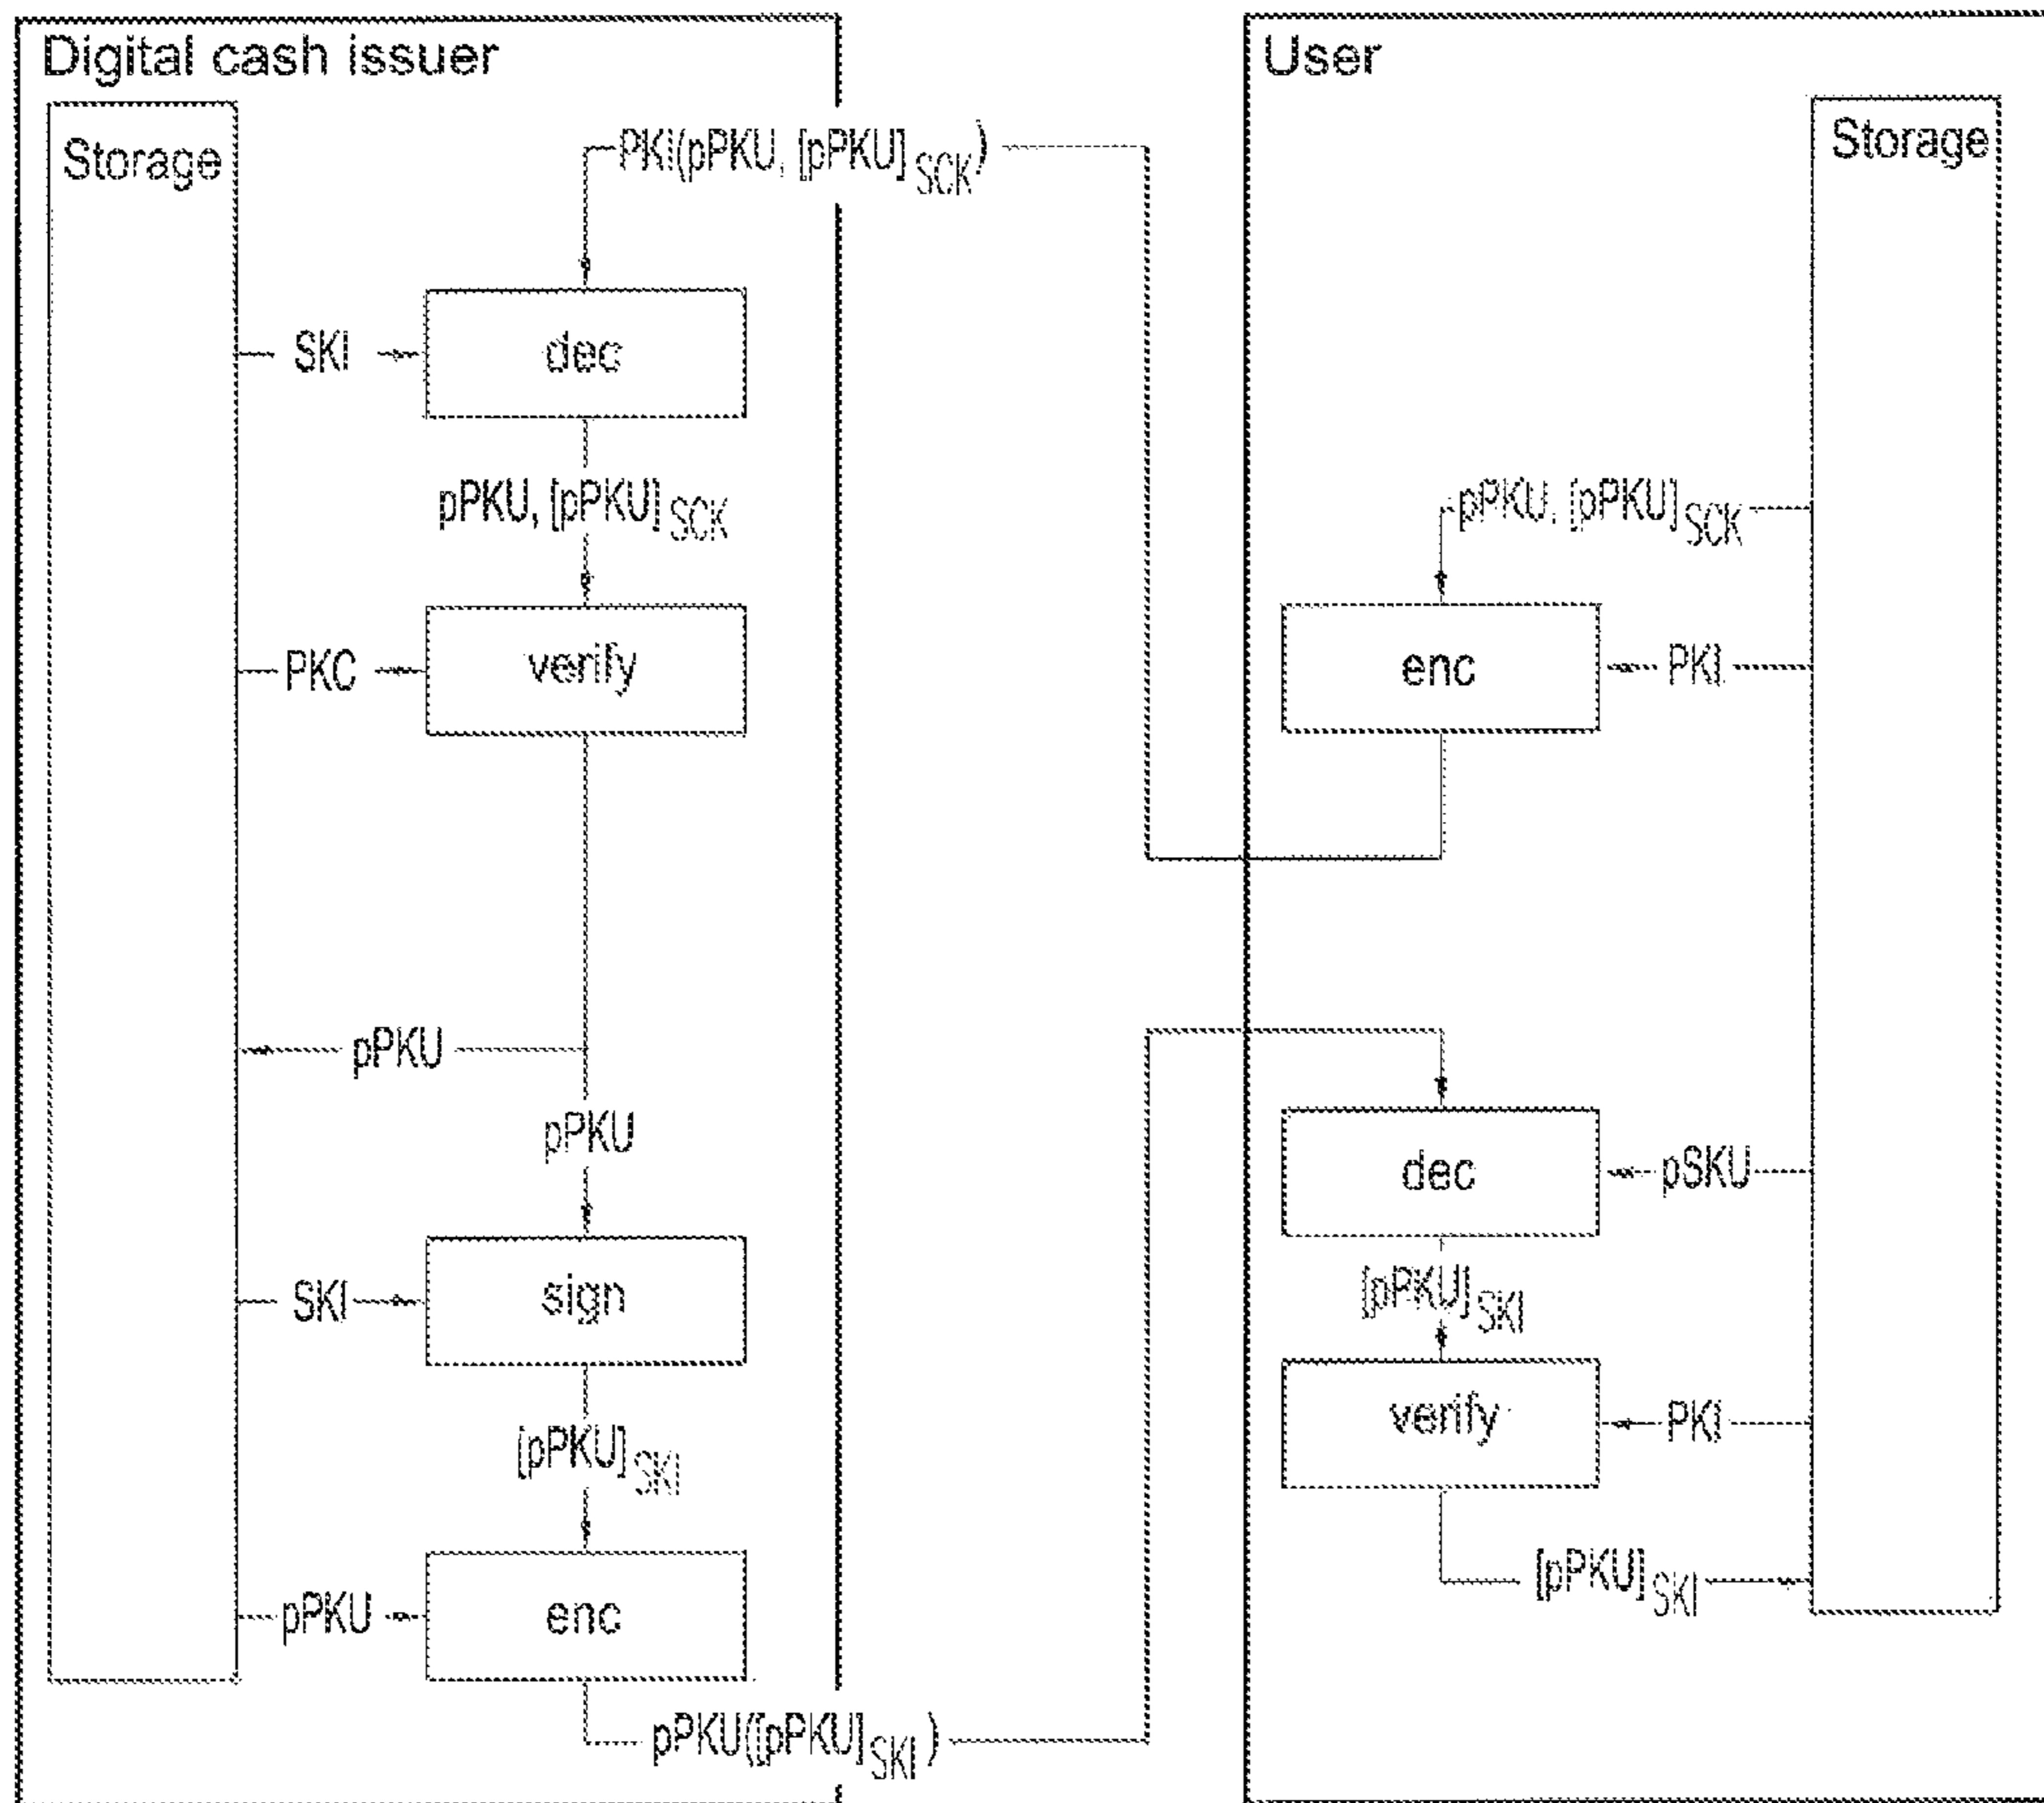 Digital cash issuer
Storage
PKI(pPKU, [pPKU]SCK)
SKI
dec
pPKU, [pPKU]SCK
PKC
verify
pPKU
pPKU
SKI
sign
[pPKU]SKI
pPKU
enc
pPKU([pPKU]SKI)
User
Storage
pPKU, [pPKU]SCK
enc
PKI
dec
pSKU
[pPKU]SKI
verify
PKI
[pPKU]SKI